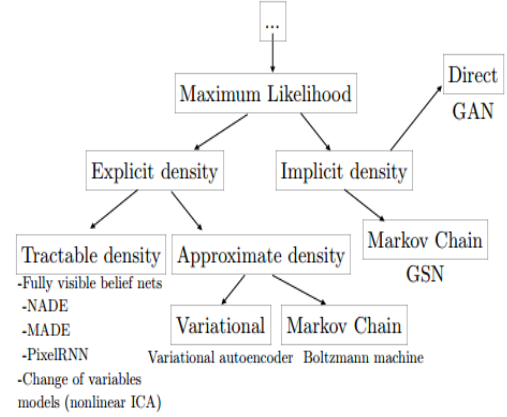 ...
Maximum Likelihood
Direct
GAN
Explicit density
Implicit density
Tractable density
-Fully visible belief nets
-NADE
-MADE
-PixelRNN
-Change of variables
models (nonlinear ICA)
Approximate density
Markov Chain
GSN
Variational
Variational autoencoder
Markov Chain
Boltzmann machine